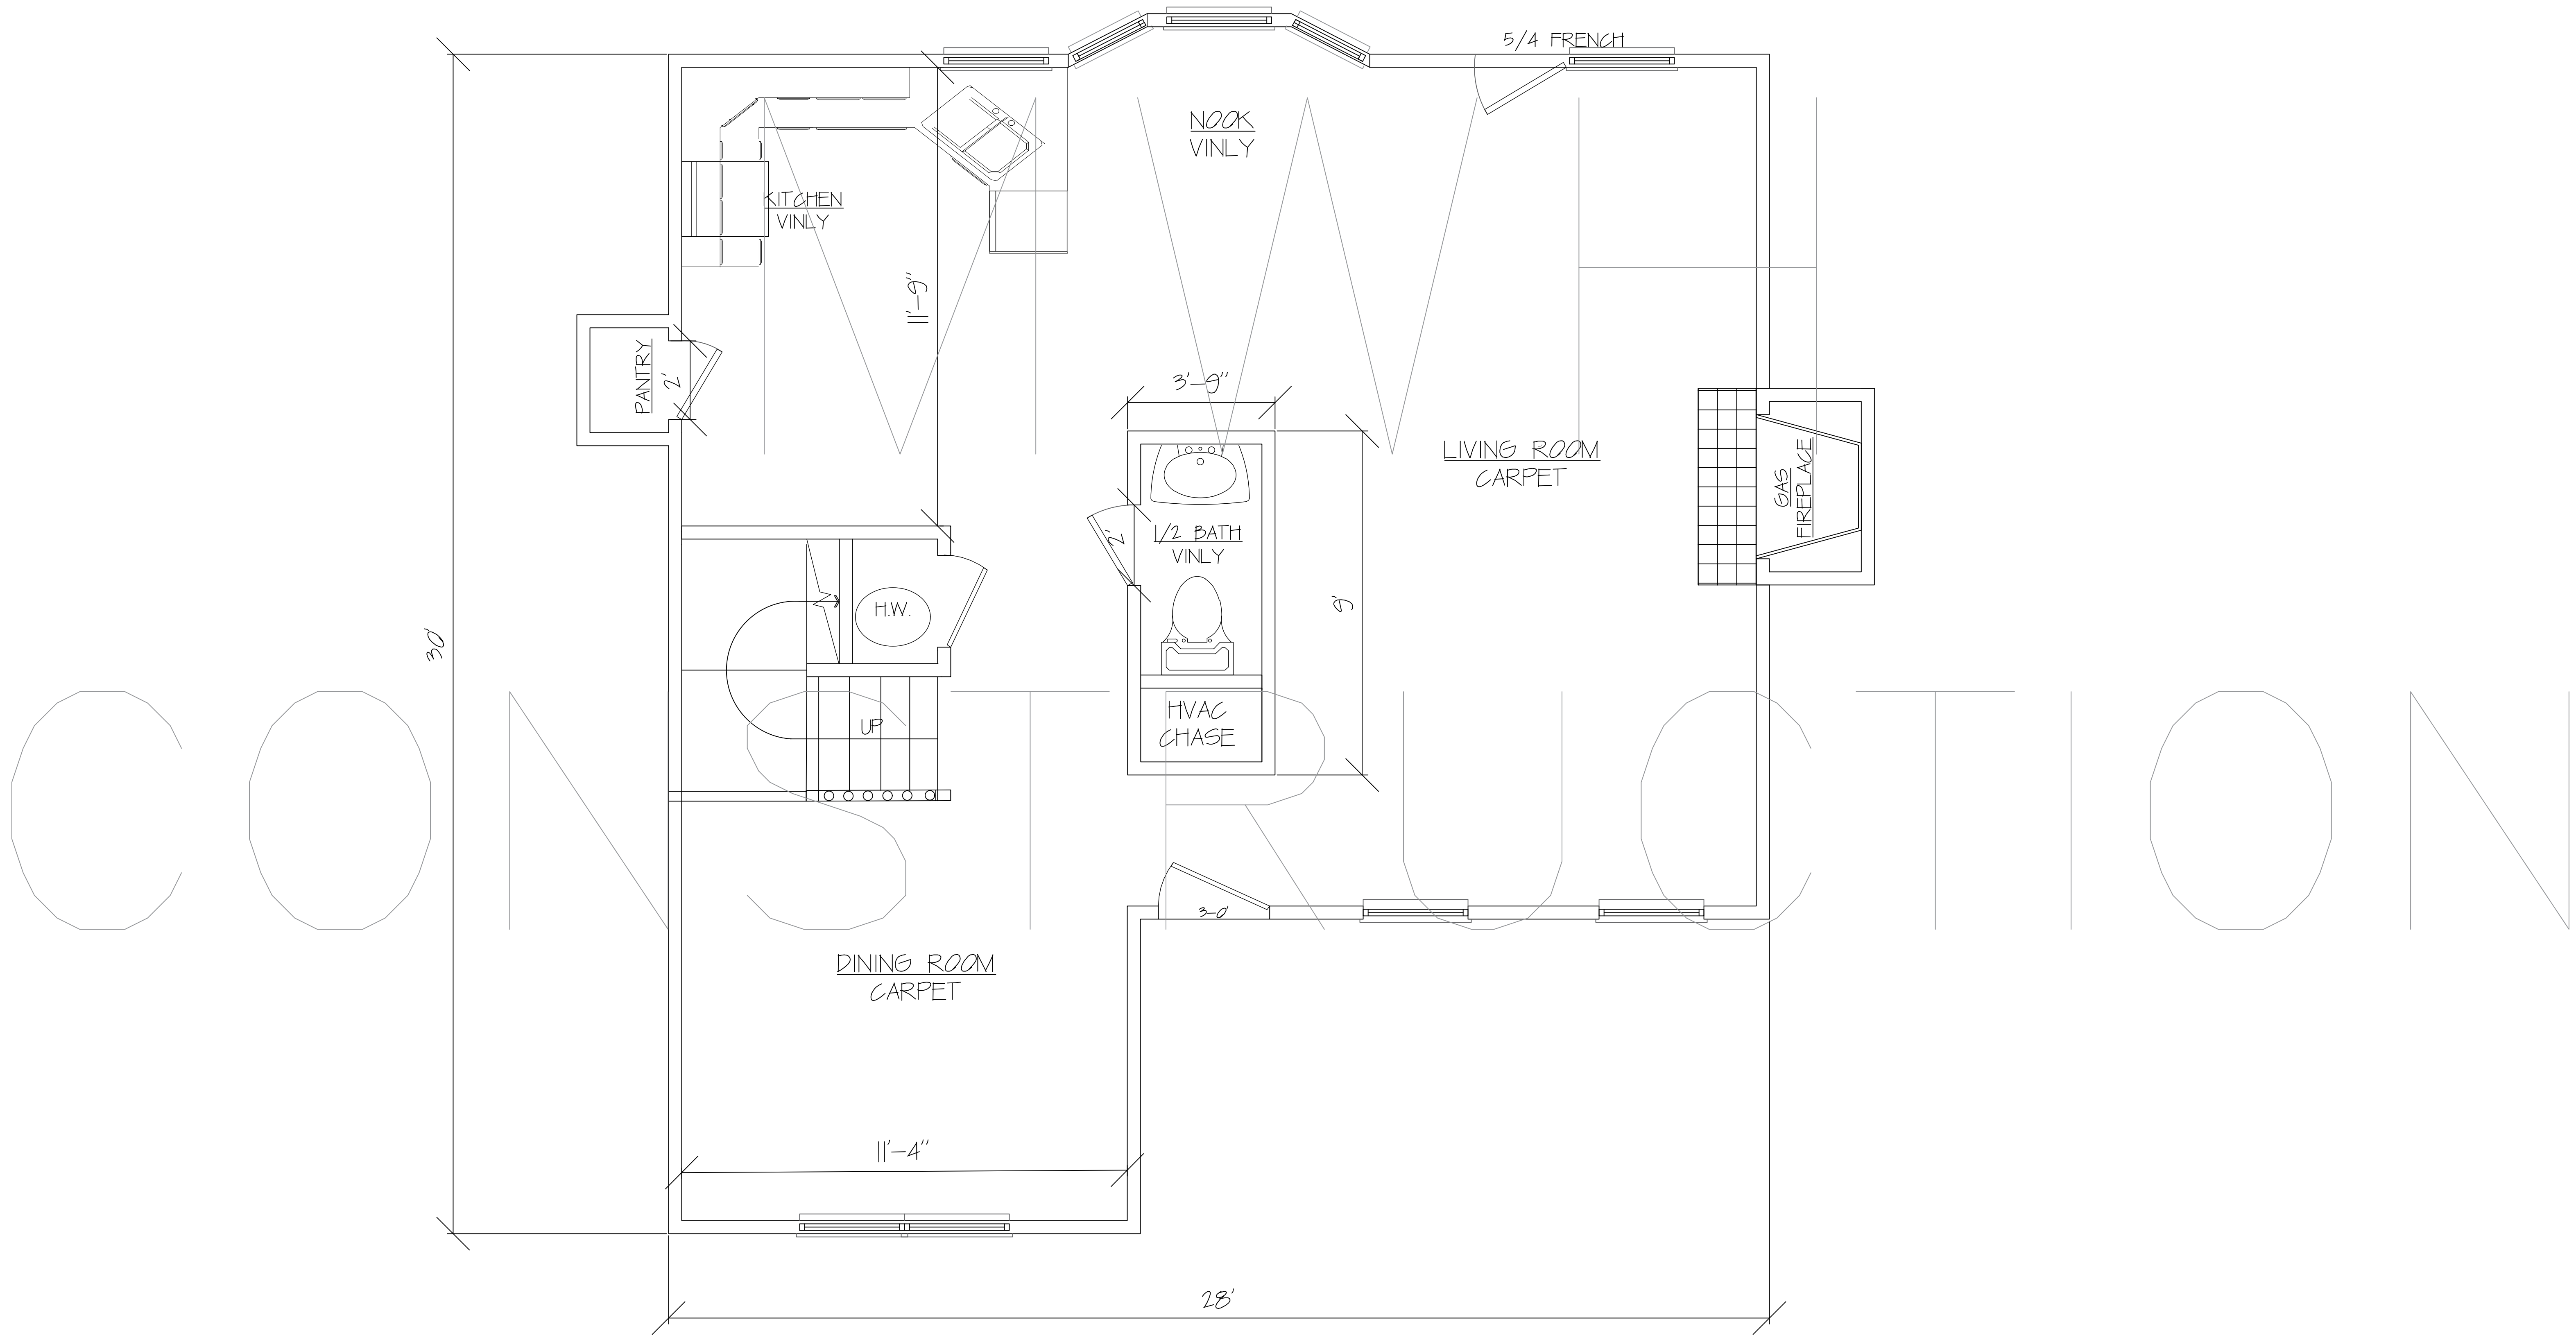 5/4 FRENCH
NOOK
VINLY
KITCHEN
VINLY
11'-9"
PANTRY
2'
3'-9"
LIVING ROOM
CARPET
GAS
FIREPLACE
2'
1/2 BATH
VINLY
9'
H.W.
30'
UP
HVAC
CHASE
NWH
CONSTRUCTION
3-0'
DINING ROOM
CARPET
11'-4"
28'